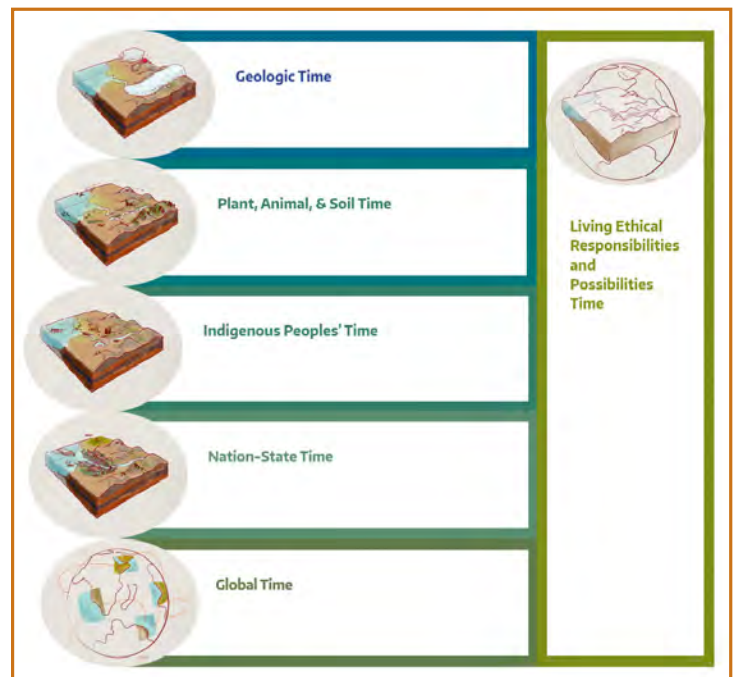 Geologic Time
Plant, Animal, & Soil Time
Indigenous Peoples' Time
Nation-State Time
Global Time
Living Ethical
Responsibilities
and
Possibilities
Time